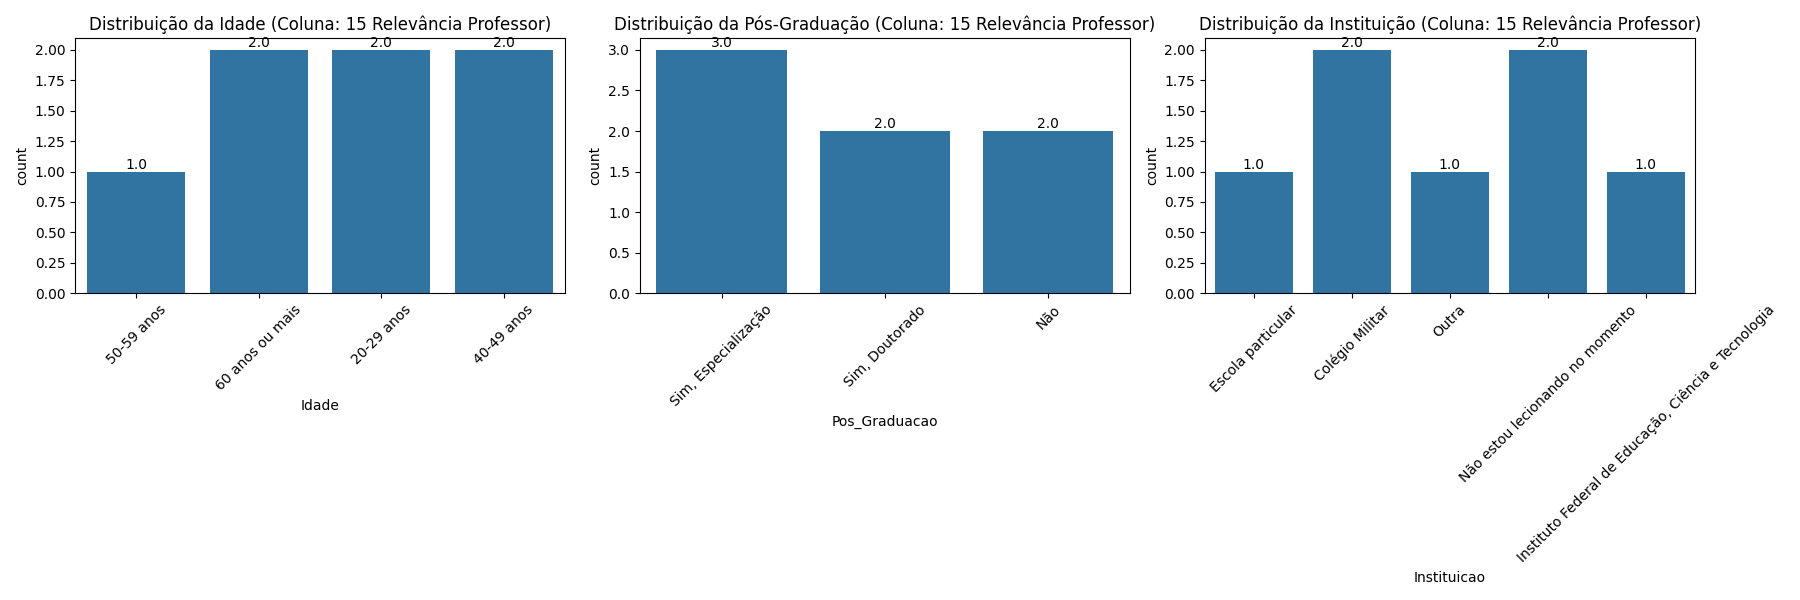 Distribuição da Idade (Coluna: 15 Relevância Professor)
2.00
1.75
1.50
1.25
1.00
0.75
0.50
0.25
0.00
count
1.0
2.0
2.0
2.0
50-59 anos
60 anos ou mais
20-29 anos
40-49 anos
Idade
Distribuição da Pós-Graduação (Coluna: 15 Relevância Professor)
3.0
2.5
2.0
1.5
1.0
0.5
0.0
count
3.0
2.0
2.0
Sim, Especialização
Sim, Doutorado
Não
Pos_Graduacao
Distribuição da Instituição (Coluna: 15 Relevância Professor)
2.00
1.75
1.50
1.25
1.00
0.75
0.50
0.25
0.00
count
1.0
2.0
1.0
2.0
1.0
Escola particular
Colégio Militar
Outra
Não estou lecionando no momento
Instituto Federal de Educação, Ciência e Tecnologia
Instituicao